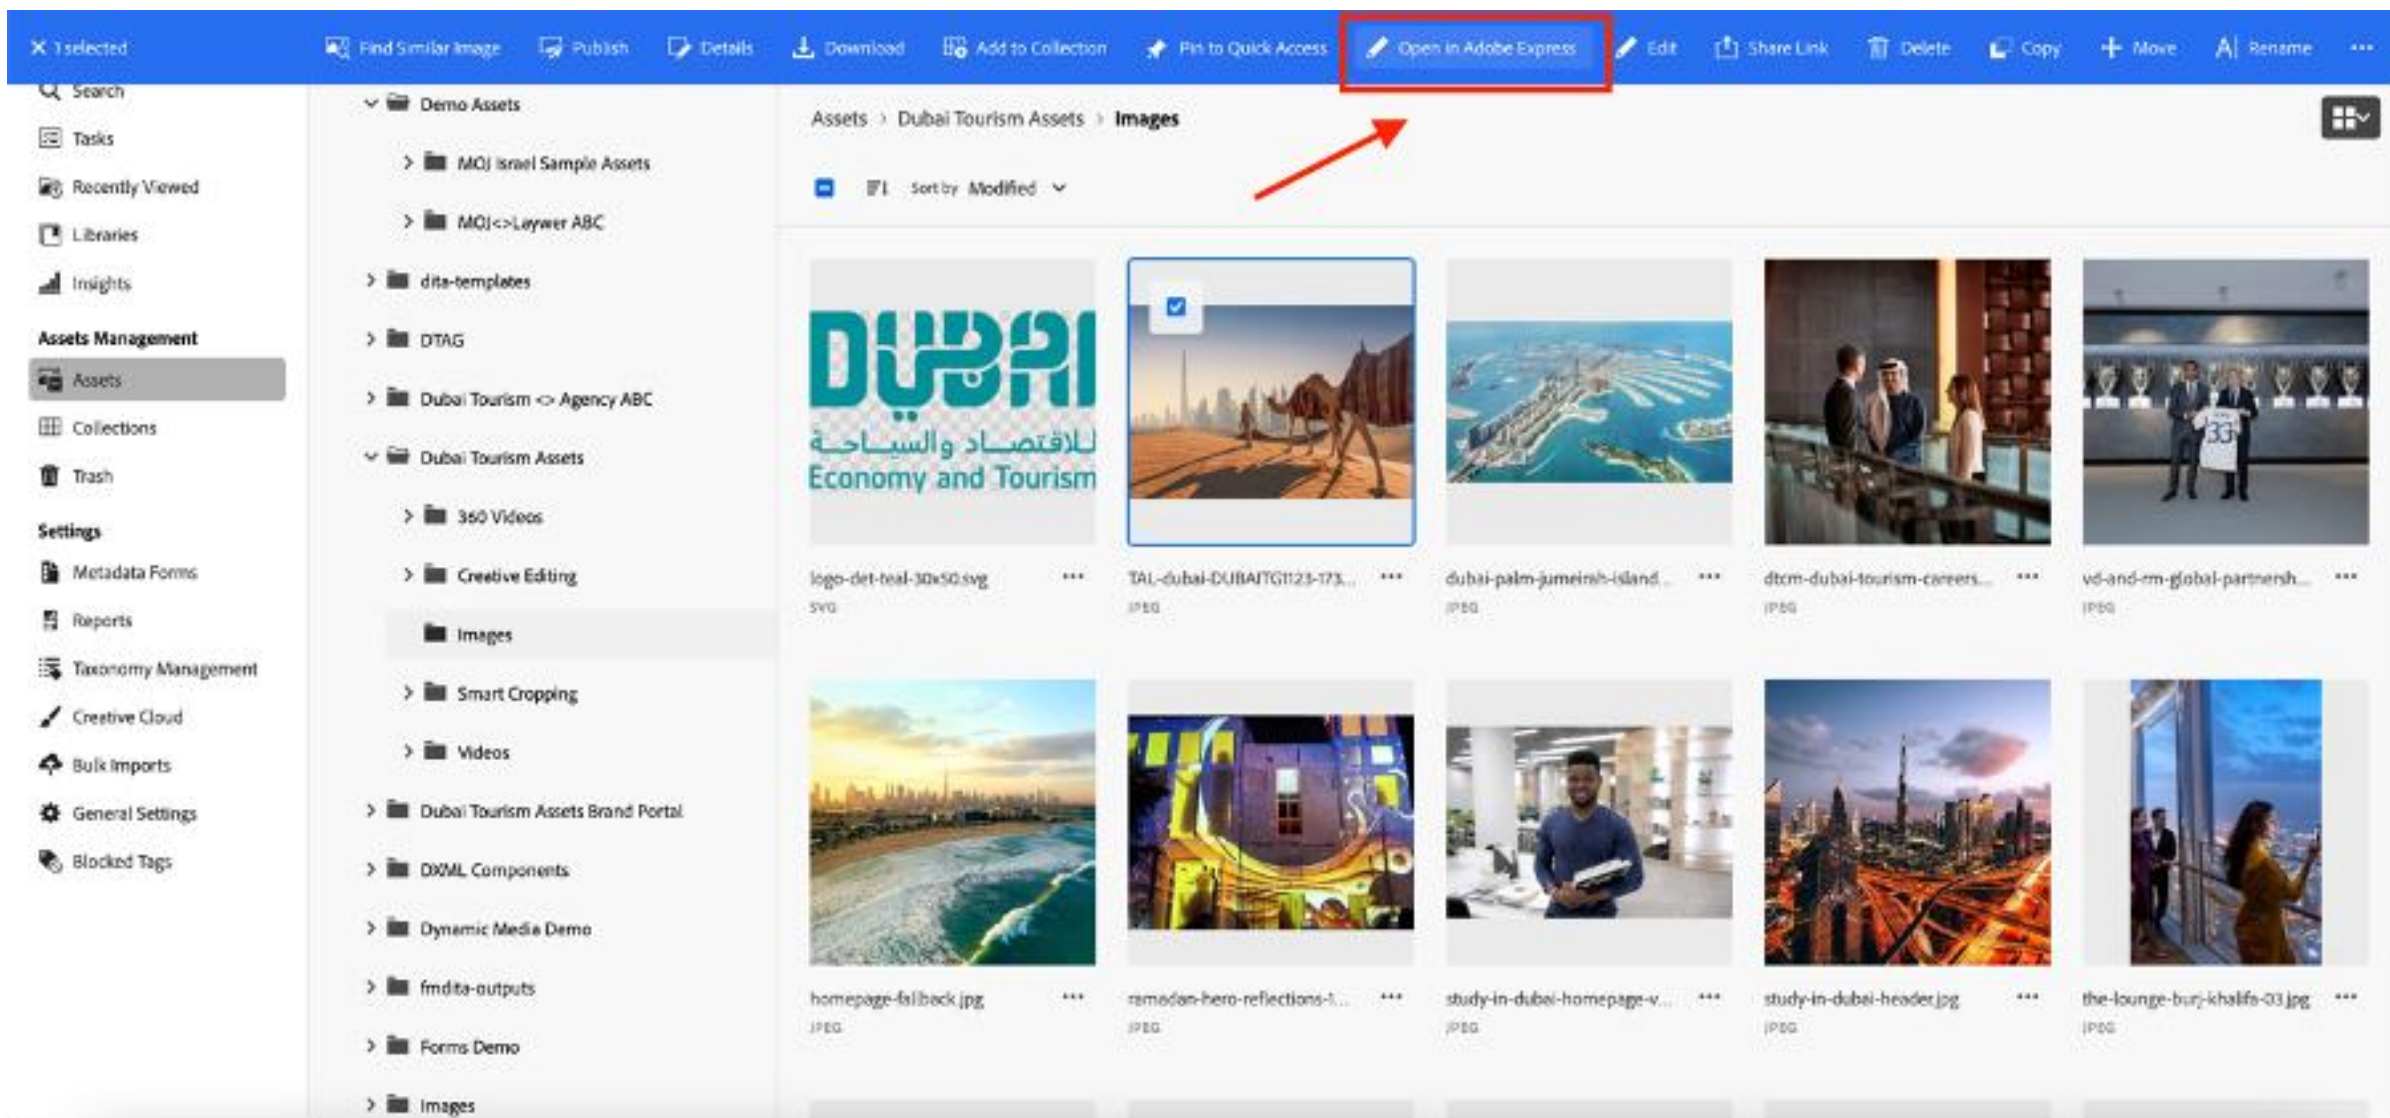 1 selected
Find Similar Image
Publish
Details
Download
Add to Collection
Pin to Quick Access
Open in Adobe Express
Edit
Share Link
Delete
Copy
Move
Rename
Search
Tasks
Recently Viewed
Libraries
Insights
Assets Management
Assets
Collections
Trash
Settings
Metadata Forms
Reports
Taxonomy Management
Creative Cloud
Bulk Imports
General Settings
Blocked Tags
Demo Assets
MOJ Israel Sample Assets
MOJ<>Laywer ABC
dita-templates
DTAG
Dubai Tourism <> Agency ABC
Dubai Tourism Assets
360 Videos
Creative Editing
Images
Smart Cropping
Videos
Dubai Tourism Assets Brand Portal
DXML Components
Dynamic Media Demo
fmdita-outputs
Forms Demo
Images
Assets > Dubai Tourism Assets > Images
Sort by Modified
DUBAI
للاقتصاد والسياحة
Economy and Tourism
33
logo-det-teal-30x50.svg
SVG
TAL-dubai-DUBAITG1123-173...
JPEG
dubai-palm-jumeirah-island...
JPEG
dtcm-dubai-tourism-careers...
JPEG
vd-and-rm-global-partnersh...
JPEG
homepage-fallback.jpg
JPEG
ramadan-hero-reflections-1...
JPEG
study-in-dubai-homepage-v...
JPEG
study-in-dubai-header.jpg
JPEG
the-lounge-burj-khalifa-03.jpg
JPEG